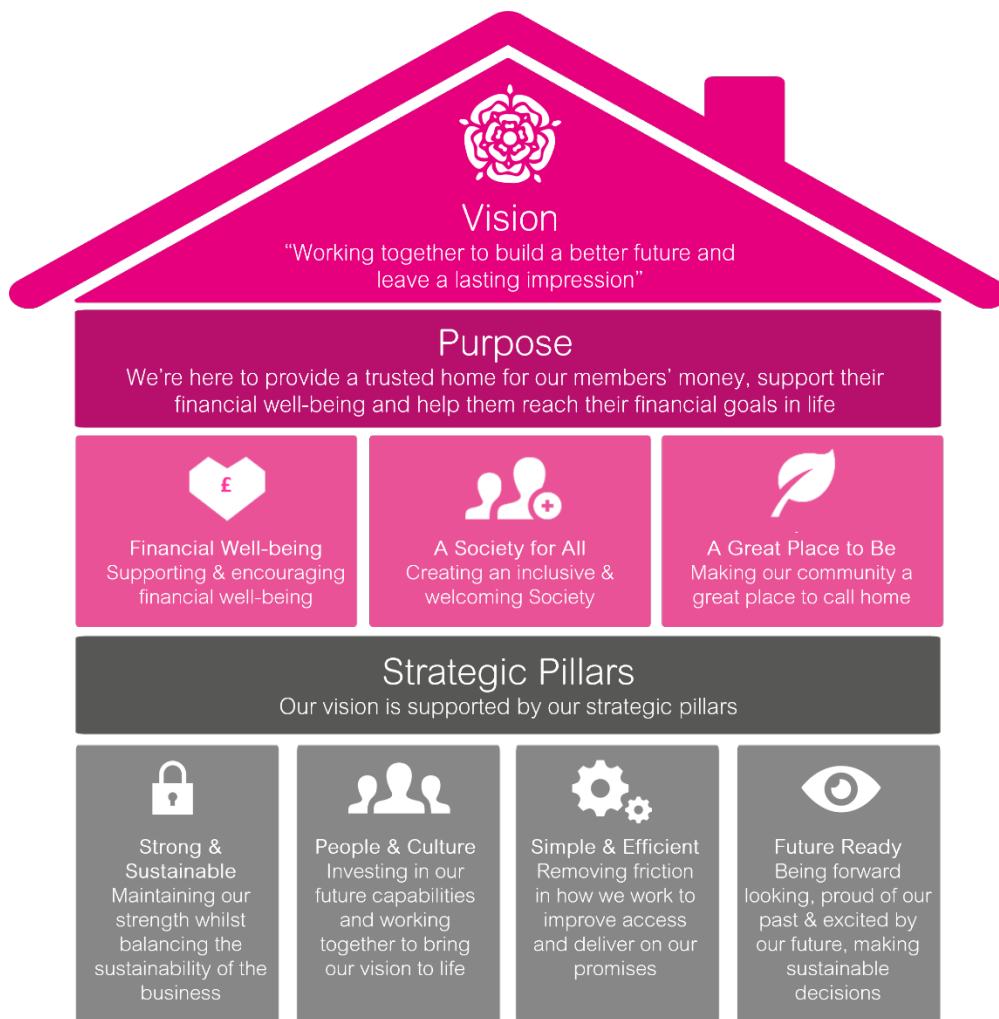 Vision
“Working together to build a better future and
leave a lasting impression”
Purpose
We’re here to provide a trusted home for our members’ money, support their
financial well-being and help them reach their financial goals in life
£
Financial Well-being
Supporting & encouraging
financial well-being
A Society for All
Creating an inclusive &
welcoming Society
A Great Place to Be
Making our community a
great place to call home
Strategic Pillars
Our vision is supported by our strategic pillars
Strong &
Sustainable
Maintaining our
strength whilst
balancing the
sustainability of the
business
People & Culture
Investing in our
future capabilities
and working
together to bring
our vision to life
Simple & Efficient
Removing friction
in how we work to
improve access
and deliver on our
promises
Future Ready
Being forward
looking, proud of our
past & excited by
our future, making
sustainable
decisions